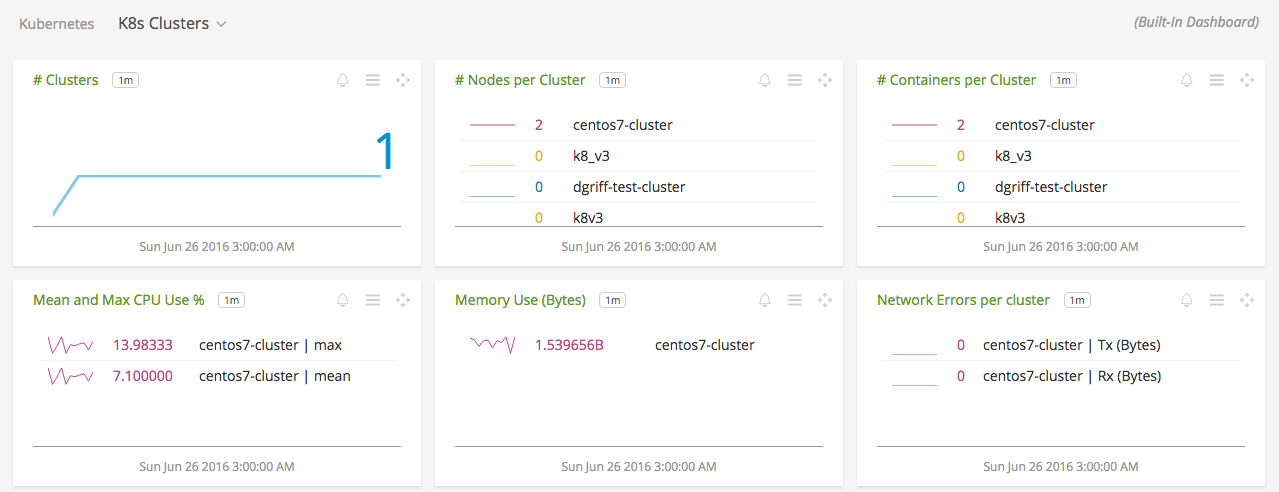 Kubernetes K8s Clusters
(Built-In Dashboard)
# Clusters 1m
1
Sun Jun 26 2016 3:00:00 AM
# Nodes per Cluster 1m
2 centos7-cluster
0 k8_v3
0 dgriff-test-cluster
0 k8v3
Sun Jun 26 2016 3:00:00 AM
# Containers per Cluster 1m
2 centos7-cluster
0 k8_v3
0 dgriff-test-cluster
0 k8v3
Sun Jun 26 2016 3:00:00 AM
Mean and Max CPU Use % 1m
13.98333 centos7-cluster | max
7.100000 centos7-cluster | mean
Sun Jun 26 2016 3:00:00 AM
Memory Use (Bytes) 1m
1.539656B centos7-cluster
Sun Jun 26 2016 3:00:00 AM
Network Errors per cluster 1m
0 centos7-cluster | Tx (Bytes)
0 centos7-cluster | Rx (Bytes)
Sun Jun 26 2016 3:00:00 AM